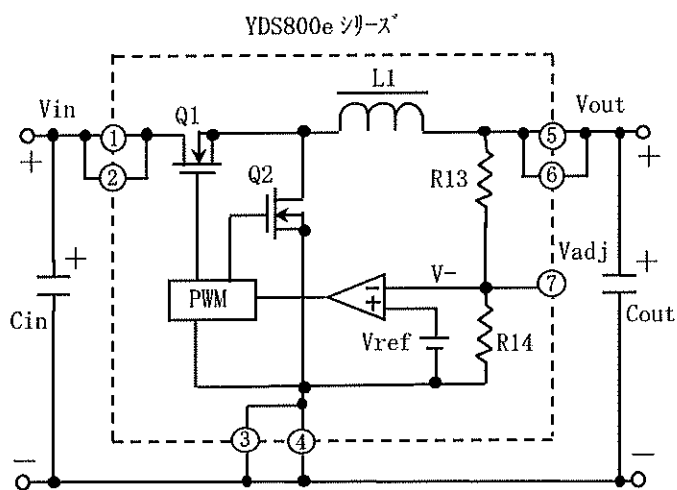 YDS800e ｼﾘｰｽﾞ
L1
Vin
Q1
Vout
+
①
⑤
+
②
⑥
Q2
R13
Vadj
+
V-
⑦
+
PWM
-
+
Cin
Vref
R14
Cout
③
④
-
-